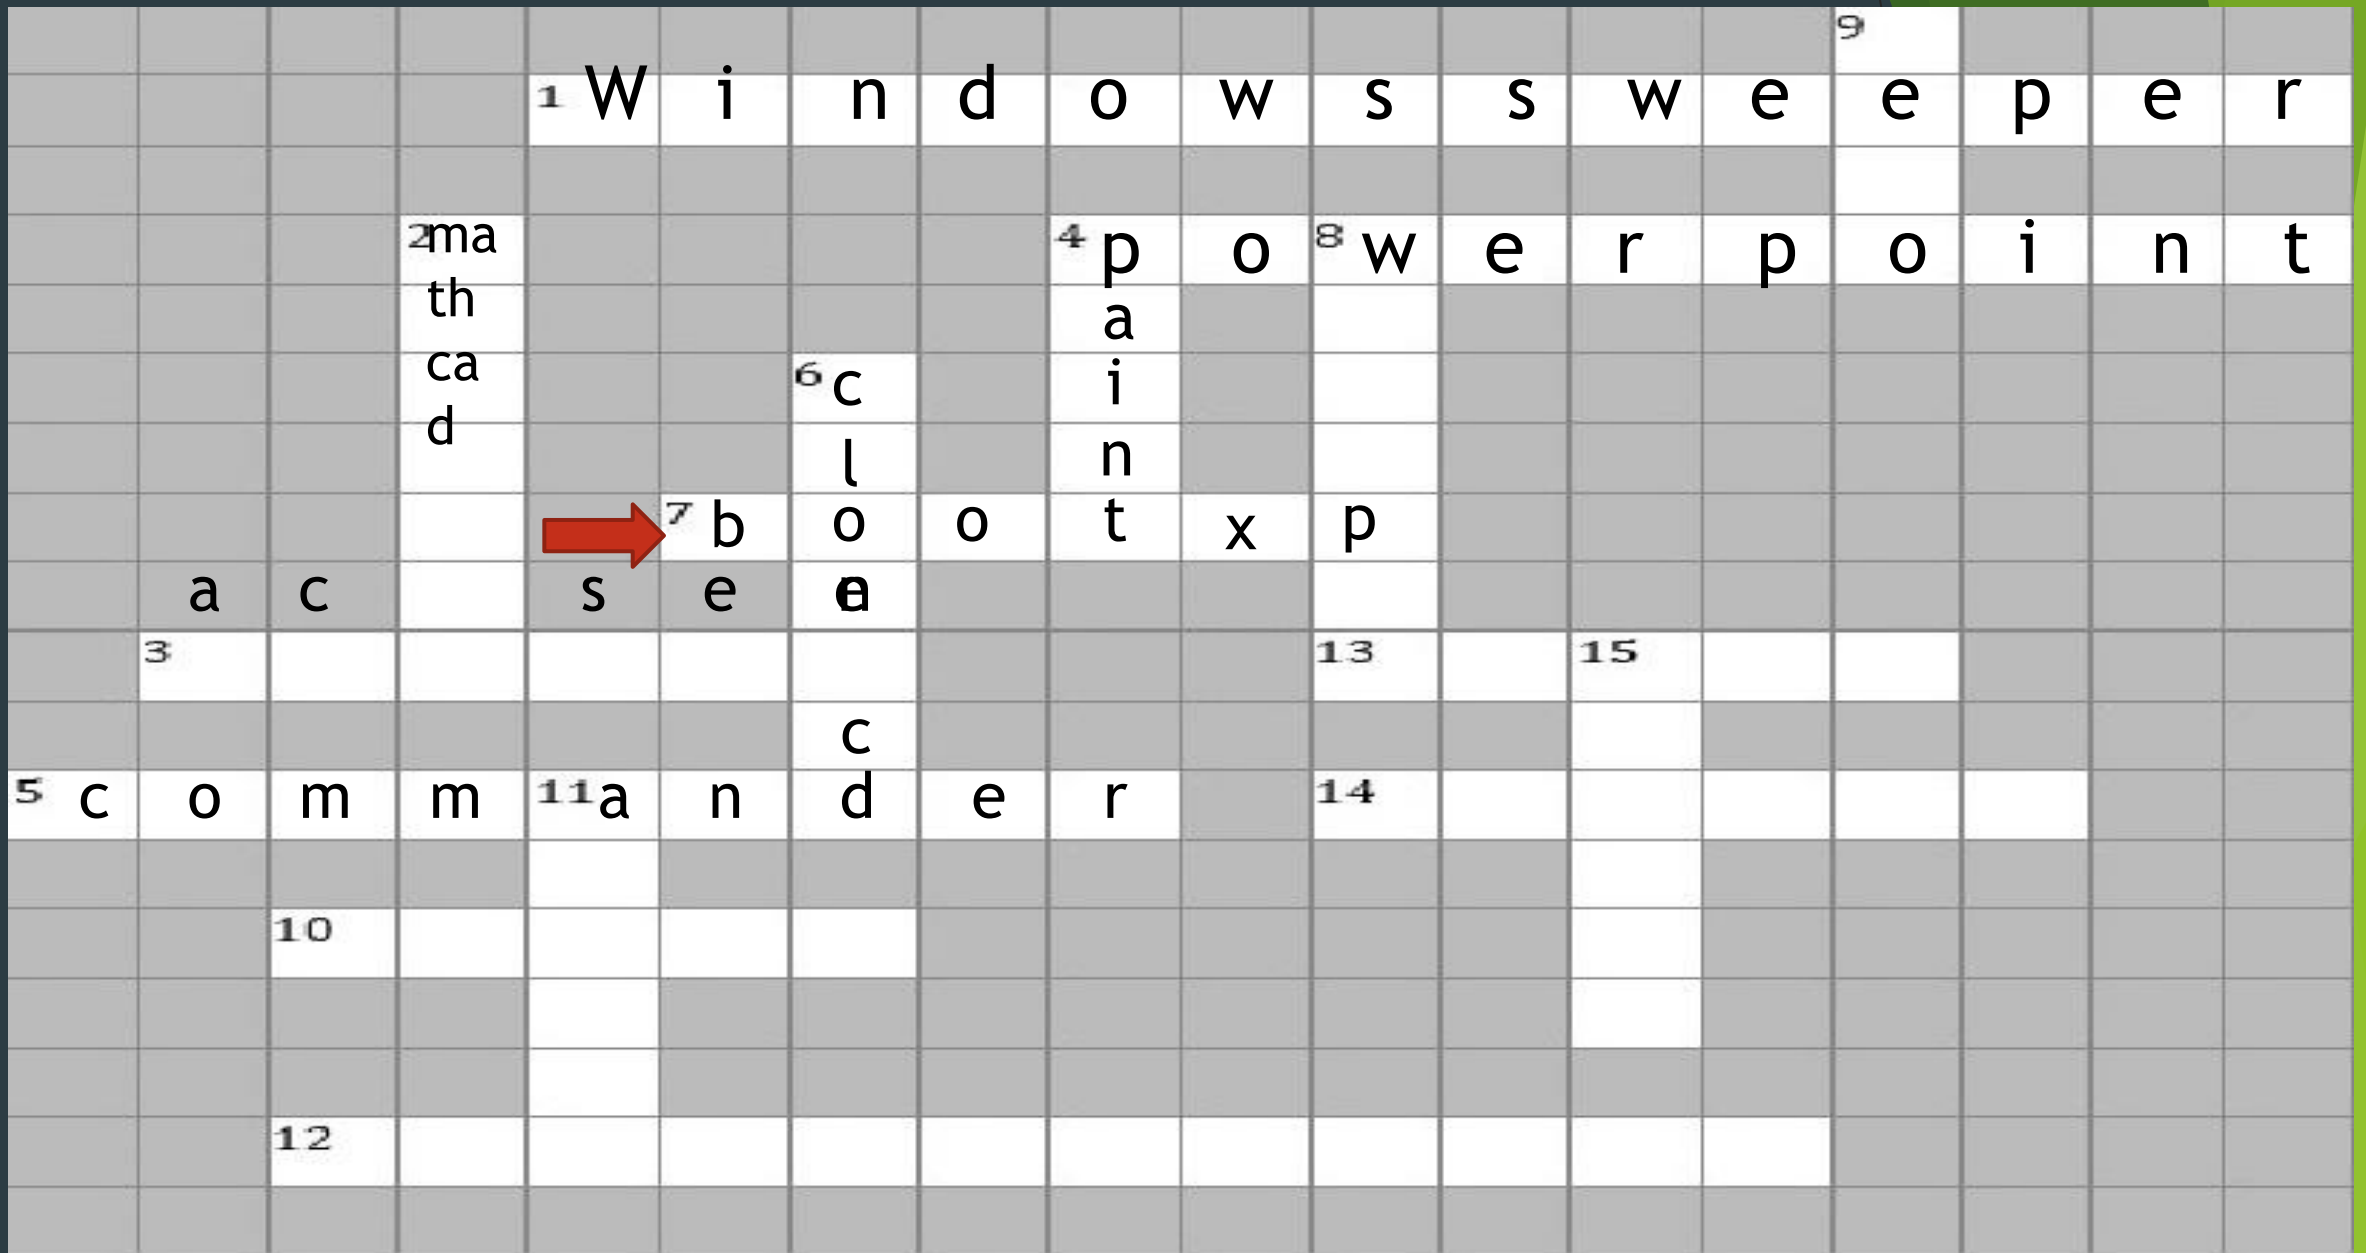 9
1 W i n d o w s s w e e p e r
2 ma 4 p o 8 w e r p o i n t
th a
ca 6 c i
d l n
7 b o o t x p
a c s e
3 13 15
c
5 c o m m 11 a n d e r 14
10
12